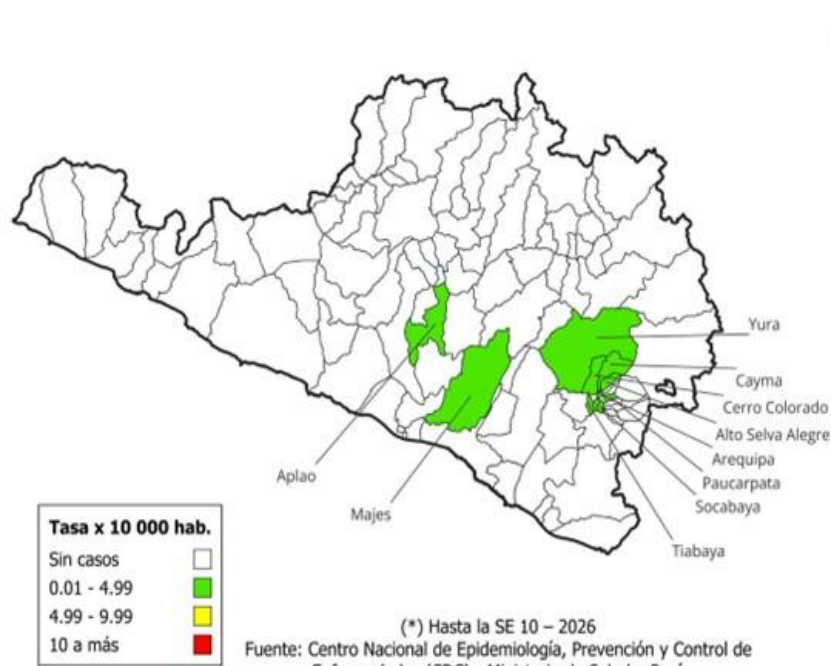 Yura
Cayma
Cerro Colorado
Alto Selva Alegre
Arequipa
Paucarpata
Socabaya
Tiabaya
Aplao
Majes
Tasa x 10 000 hab.
Sin casos
0.01 - 4.99
4.99 - 9.99
10 a más
(*) Hasta la SE 10 – 2026
Fuente: Centro Nacional de Epidemiología, Prevención y Control de